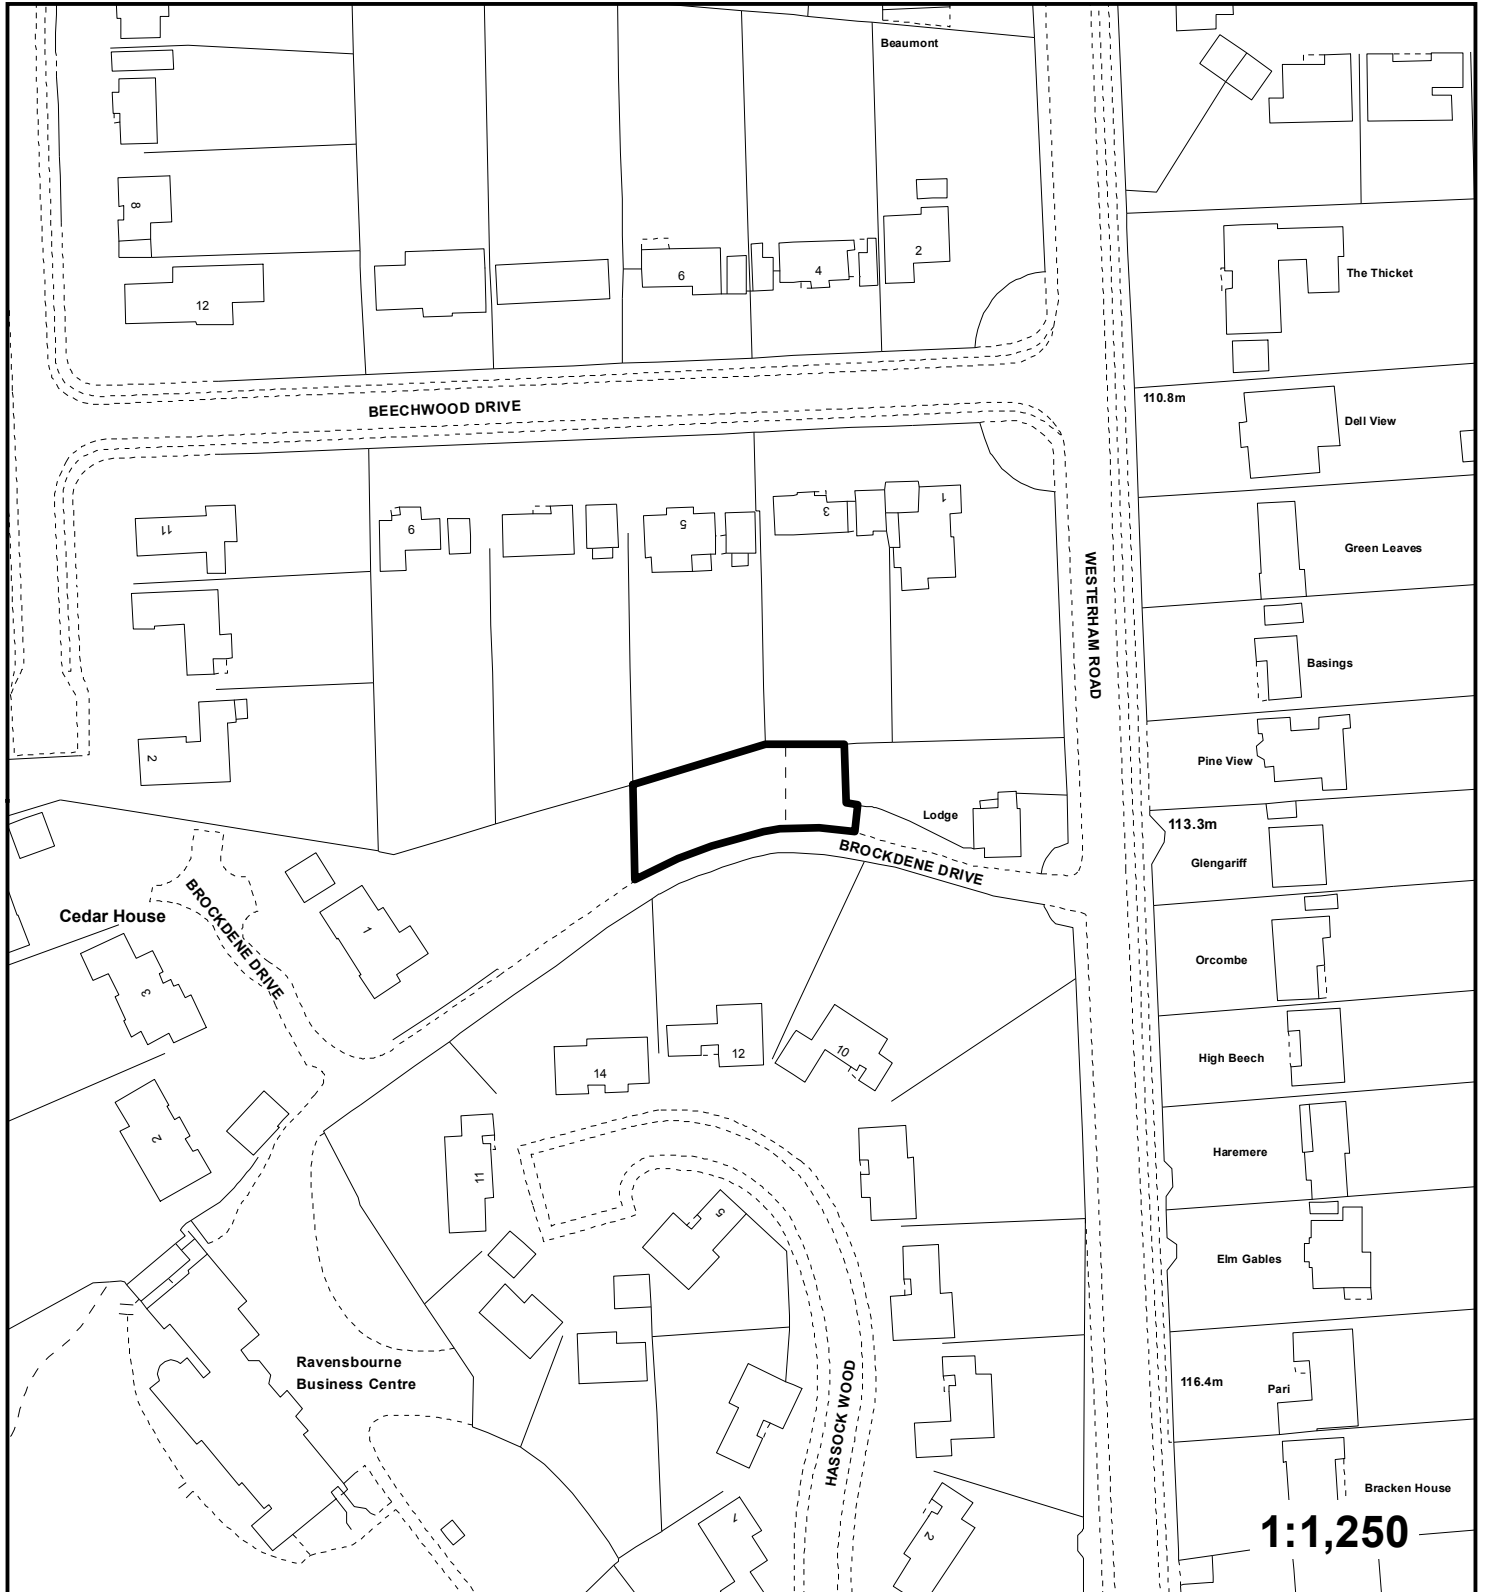 Beaumont
8
12
6
4
2
The Thicket
110.8m
BEECHWOOD DRIVE
Dell View
11
9
5
3
1
Green Leaves
WESTERHAM ROAD
Basings
2
Pine View
Lodge
113.3m
BROCKDENE DRIVE
Glengariff
Cedar House
BROCKDENE DRIVE
1
Orcombe
3
14
12
10
High Beech
2
11
Haremere
5
Elm Gables
Ravensbourne
Business Centre
HASSOCK WOOD
116.4m
Pari
Bracken House
1
2
1:1,250